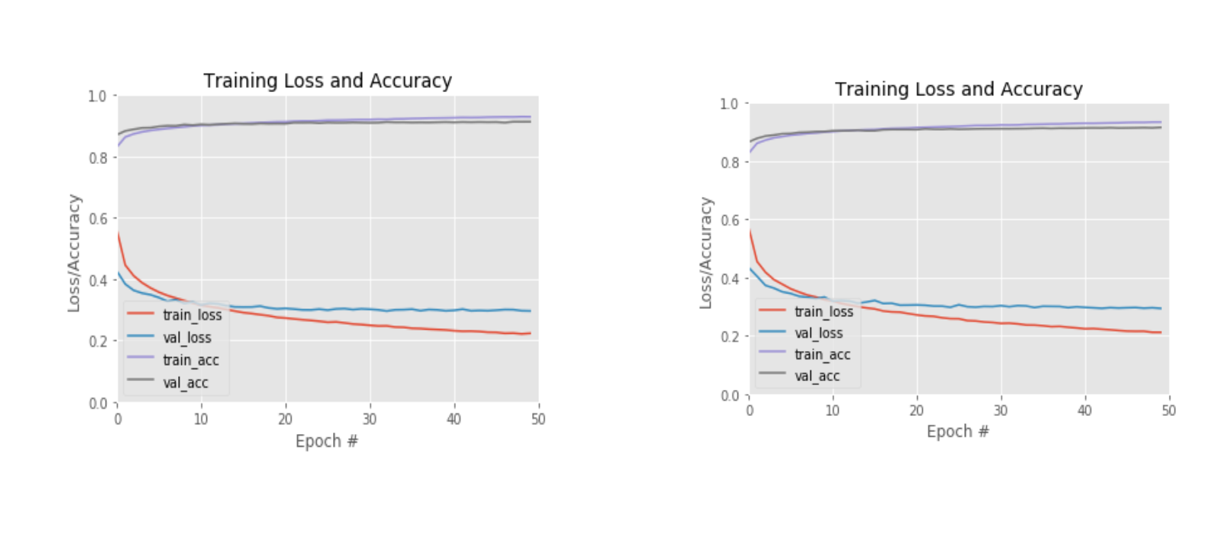 Training Loss and Accuracy
1.0
0.8
0.6
0.4
0.2
0.0
Loss/Accuracy
train_loss
val_loss
train_acc
val_acc
0 10 20 30 40 50
Epoch #
Training Loss and Accuracy
1.0
0.8
0.6
0.4
0.2
0.0
Loss/Accuracy
train_loss
val_loss
train_acc
val_acc
0 10 20 30 40 50
Epoch #